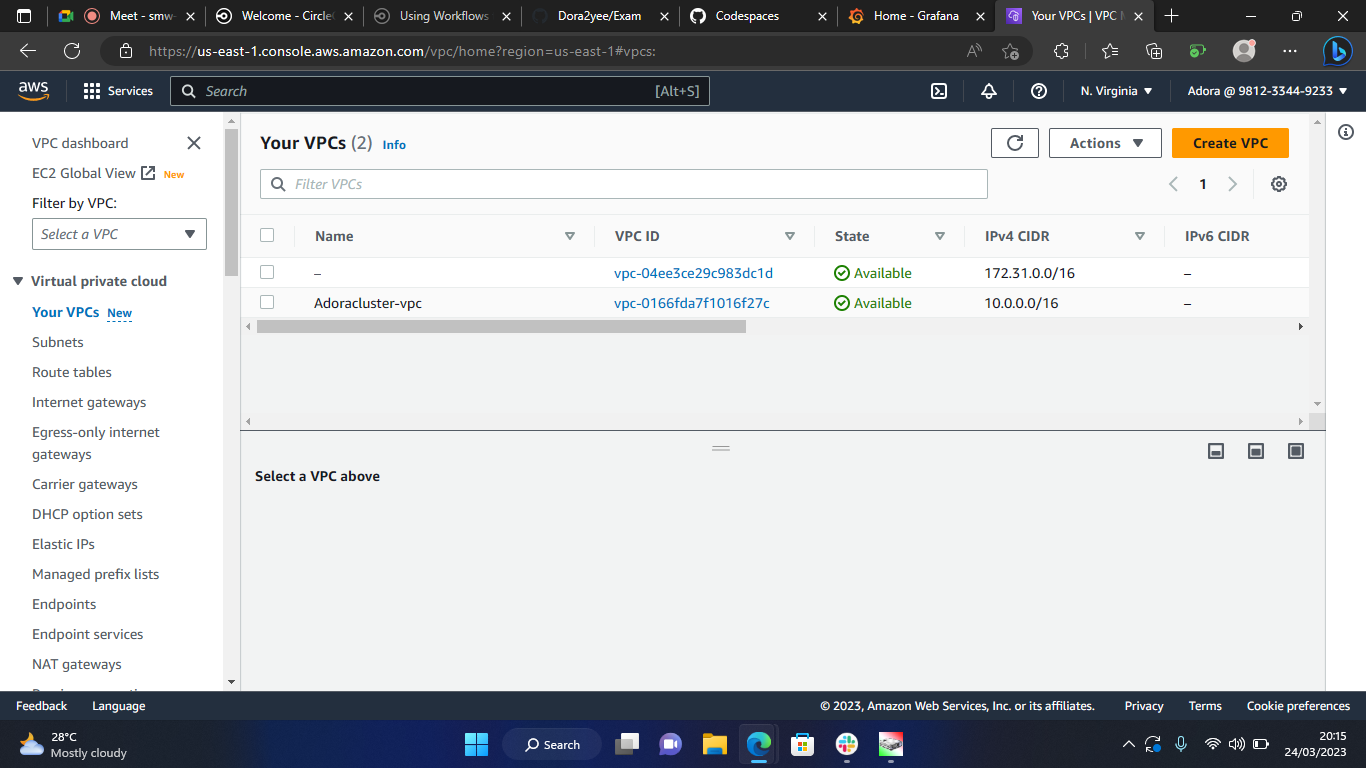 Meet - smw-
Welcome - CircleC
Using Workflows
Dora2yee/Exam
Codespaces
Home - Grafana
Your VPCs | VPC M
https://us-east-1.console.aws.amazon.com/vpc/home?region=us-east-1#vpcs:
aws
Services
Search
[Alt+S]
N. Virginia
Adora @ 9812-3344-9233
VPC dashboard
EC2 Global View New
Filter by VPC:
Select a VPC
Virtual private cloud
Your VPCs New
Subnets
Route tables
Internet gateways
Egress-only internet
gateways
Carrier gateways
DHCP option sets
Elastic IPs
Managed prefix lists
Endpoints
Endpoint services
NAT gateways
Your VPCs (2) Info
Actions
Create VPC
Filter VPCs
1
Name VPC ID State IPv4 CIDR IPv6 CIDR
– vpc-04ee3ce29c983dc1d Available 172.31.0.0/16 –
Adoracluster-vpc vpc-0166fda7f1016f27c Available 10.0.0.0/16 –
Select a VPC above
Feedback Language © 2023, Amazon Web Services, Inc. or its affiliates. Privacy Terms Cookie preferences
28°C
Mostly cloudy
Search
20:15
24/03/2023